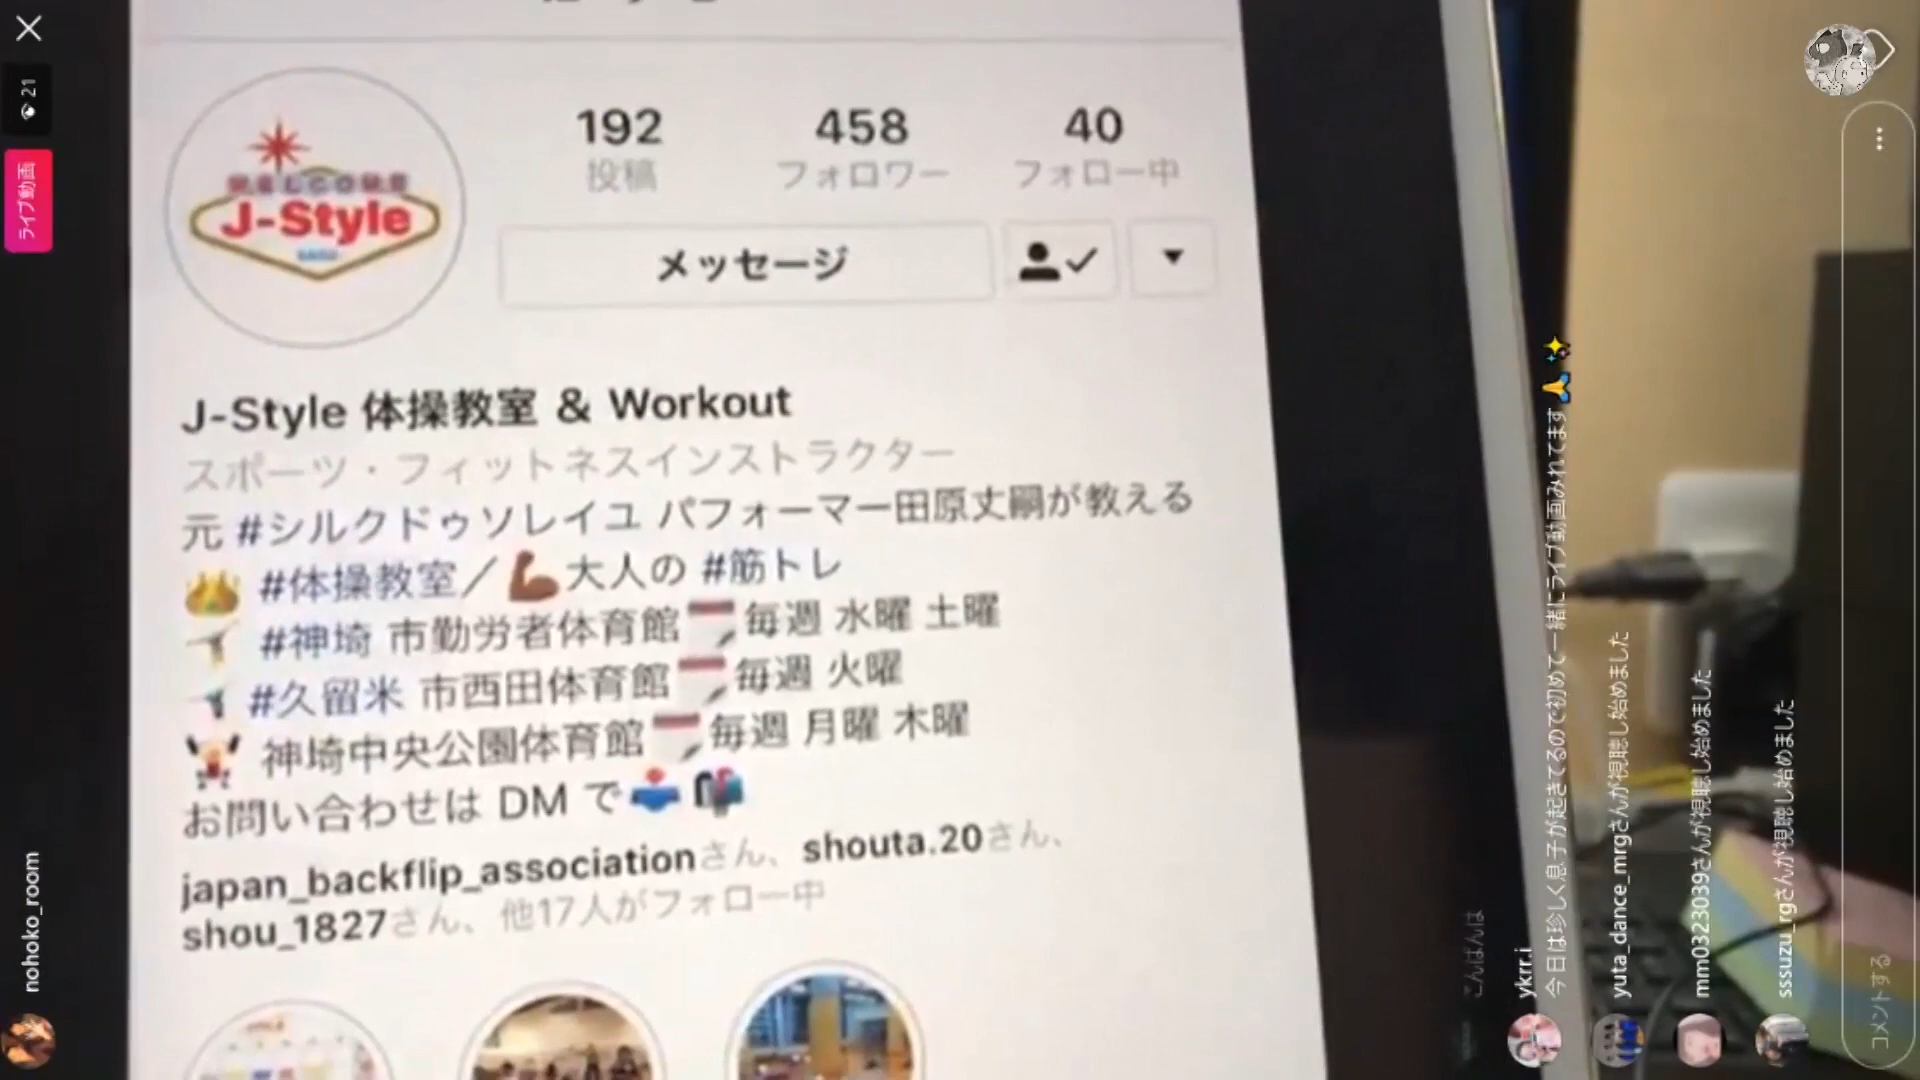 192 458 40
投稿 フォロワー フォロー中
WELCOME
J-Style
メッセージ
J-Style 体操教室 & Workout
スポーツ・フィットネスインストラクター
元 #シルクドゥソレイユ パフォーマー田原丈嗣が教える
#体操教室／💪大人の #筋トレ
#神埼 市勤労者体育館 毎週 水曜 土曜
#久留米 市西田体育館 毎週 火曜
神埼中央公園体育館 毎週 月曜 木曜
お問い合わせは DM で
japan_backflip_associationさん、shouta.20さん、
shou_1827さん、他17人がフォロー中
21
ライブ動画
nohoko_room
こんばんは
ykrr.i
今日は珍しく息子が起きてるので初めて一緒にライブ動画みれてます🙏✨
yuta_dance_mrgさんが視聴し始めました
mm03230039さんが視聴し始めました
sssuzu_rgさんが視聴し始めました
コメントする